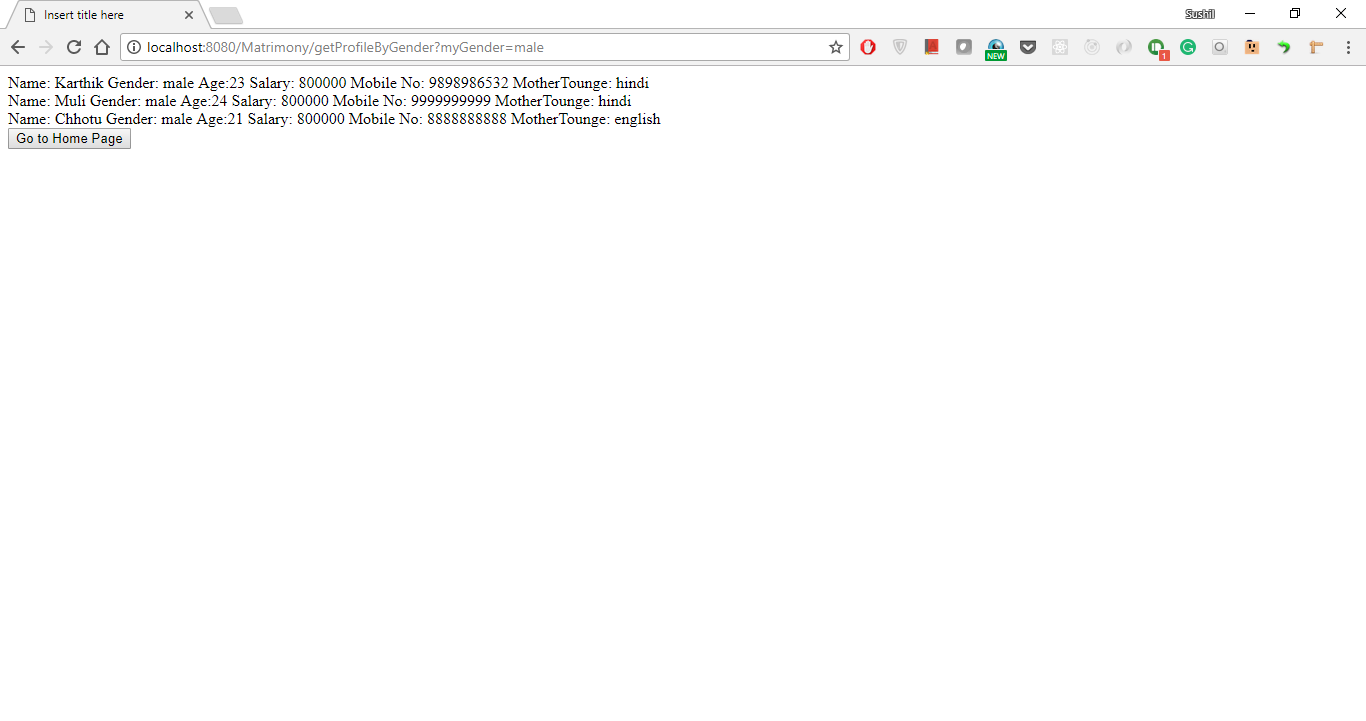 Insert title here
Sushil
localhost:8080/Matrimony/getProfileByGender?myGender=male
NEW
1
Name: Karthik Gender: male Age:23 Salary: 800000 Mobile No: 9898986532 MotherTounge: hindi
Name: Muli Gender: male Age:24 Salary: 800000 Mobile No: 9999999999 MotherTounge: hindi
Name: Chhotu Gender: male Age:21 Salary: 800000 Mobile No: 8888888888 MotherTounge: english
Go to Home Page